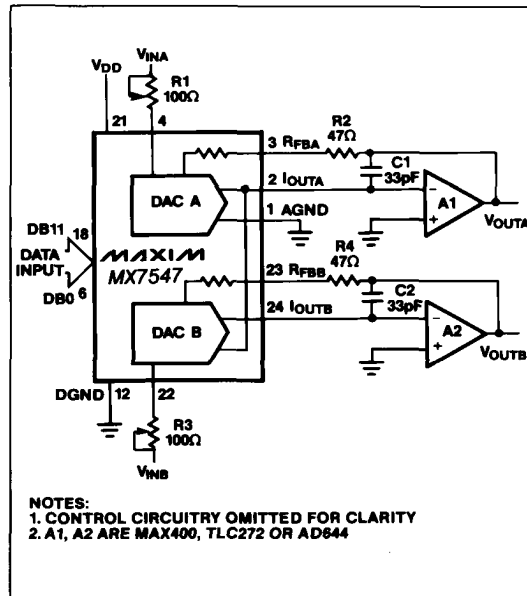 VINA
VDD
R1
100Ω
21
4
3 RFBA
R2
47Ω
C1
33pF
2 IOUTA
1 AGND
DAC A
−
+
A1
VOUTA
DB11
18
DATA
INPUT
DB0
6
MAXIM
MX7547
23 RFBB
R4
47Ω
C2
33pF
24 IOUTB
DAC B
−
+
A2
VOUTB
DGND
12
22
R3
100Ω
VINB
NOTES:
1. CONTROL CIRCUITRY OMITTED FOR CLARITY
2. A1, A2 ARE MAX400, TLC272 OR AD644